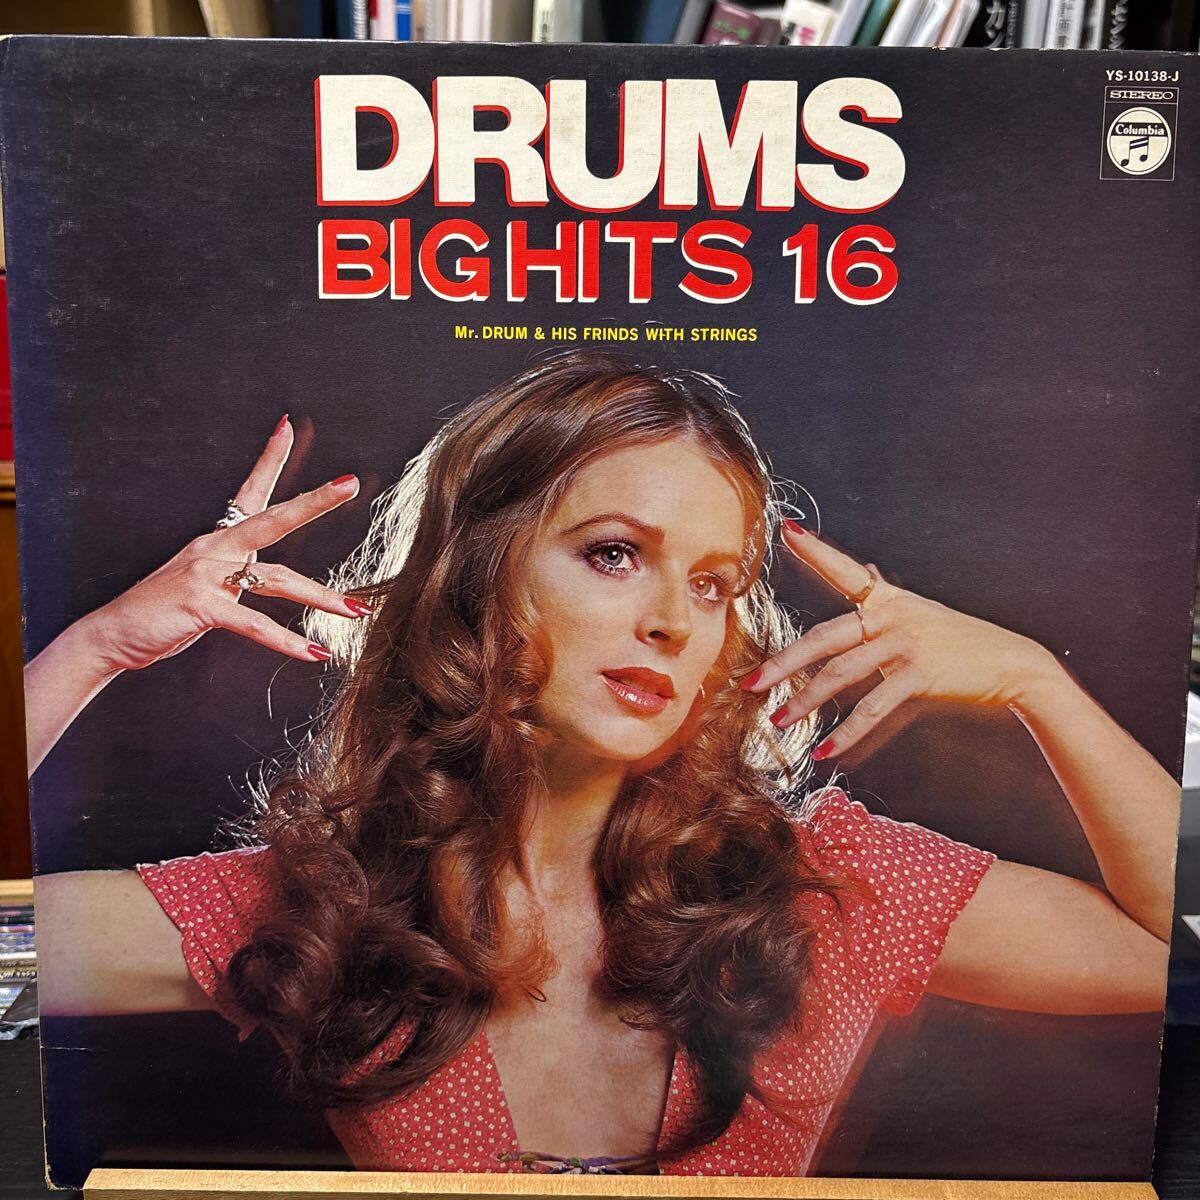 DRUMS
BIG HITS 16
Mr. DRUM & HIS FRINDS WITH STRINGS
YS-10138-J
STEREO
Columbia